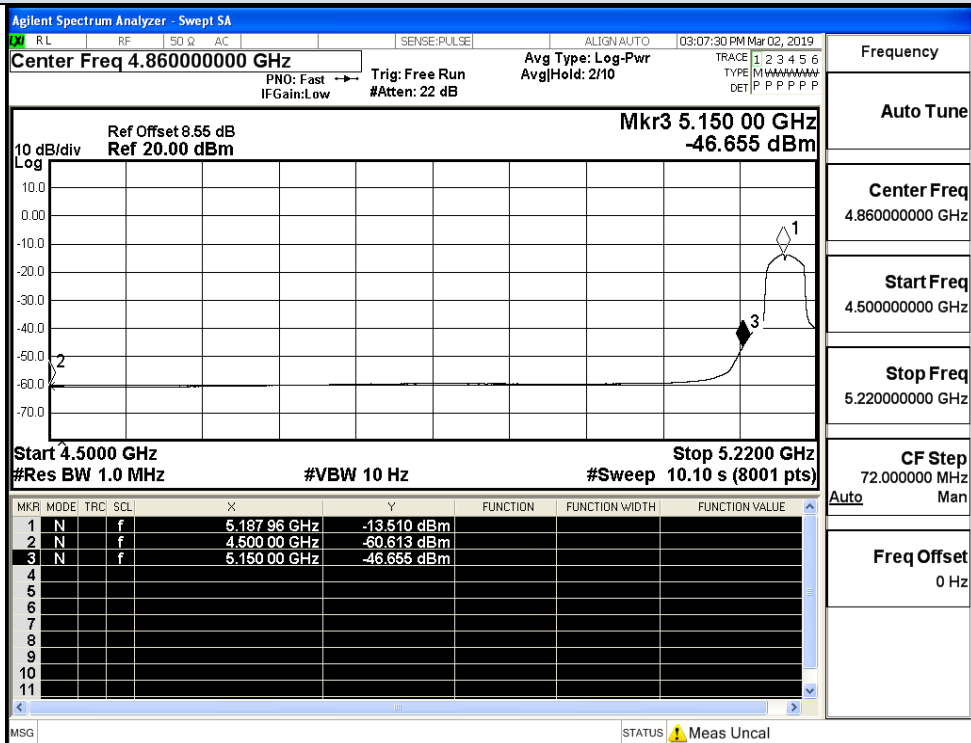 Agilent Spectrum Analyzer - Swept SA
LXI RL RF 50 Ω AC SENSE:PULSE ALIGN AUTO 03:07:30 PM Mar 02, 2019
Center Freq 4.860000000 GHz
PNO: Fast
IFGain:Low
Trig: Free Run
#Atten: 22 dB
Avg Type: Log-Pwr
Avg|Hold: 2/10
TRACE 1 2 3 4 5 6
TYPE M WWWWW
DET P P P P P P
Mkr3 5.150 00 GHz
-46.655 dBm
Ref Offset 8.55 dB
10 dB/div Ref 20.00 dBm
Log
10.0
0.00
-10.0
-20.0
-30.0
-40.0
-50.0
-60.0
-70.0
1
2
3
Start 4.5000 GHz Stop 5.2200 GHz
#Res BW 1.0 MHz #VBW 10 Hz #Sweep 10.10 s (8001 pts)
MKR MODE TRC SCL X Y FUNCTION FUNCTION WIDTH FUNCTION VALUE
1 N f 5.187 96 GHz -13.510 dBm
2 N f 4.500 00 GHz -60.613 dBm
3 N f 5.150 00 GHz -46.655 dBm
4
5
6
7
8
9
10
11
MSG STATUS Meas Uncal
Frequency
Auto Tune
Center Freq
4.860000000 GHz
Start Freq
4.500000000 GHz
Stop Freq
5.220000000 GHz
CF Step
72.000000 MHz
Auto Man
Freq Offset
0 Hz